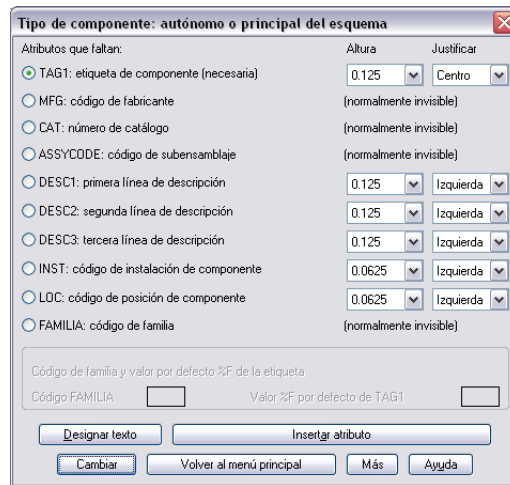 Tipo de componente: autónomo o principal del esquema
Atributos que faltan: Altura Justificar
TAG1: etiqueta de componente (necesaria) 0.125 Centro
MFG: código de fabricante (normalmente invisible)
CAT: número de catálogo (normalmente invisible)
ASSYCODE: código de subensamblaje (normalmente invisible)
DESC1: primera línea de descripción 0.125 Izquierda
DESC2: segunda línea de descripción 0.125 Izquierda
DESC3: tercera línea de descripción 0.125 Izquierda
INST: código de instalación de componente 0.0625 Izquierda
LOC: código de posición de componente 0.0625 Izquierda
FAMILIA: código de familia (normalmente invisible)
Código de familia y valor por defecto %F de la etiqueta
Código FAMILIA Valor %F por defecto de TAG1
Designar texto Insertar atributo
Cambiar Volver al menú principal Más Ayuda